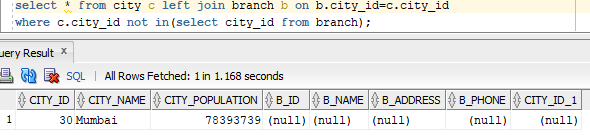 select * from city c left join branch b on b.city_id=c.city_id
where c.city_id not in(select city_id from branch);
uery Result x
SQL | All Rows Fetched: 1 in 1.168 seconds
CITY_ID CITY_NAME CITY_POPULATION B_ID B_NAME B_ADDRESS B_PHONE CITY_ID_1
1 30 Mumbai 78393739 (null) (null) (null) (null) (null)